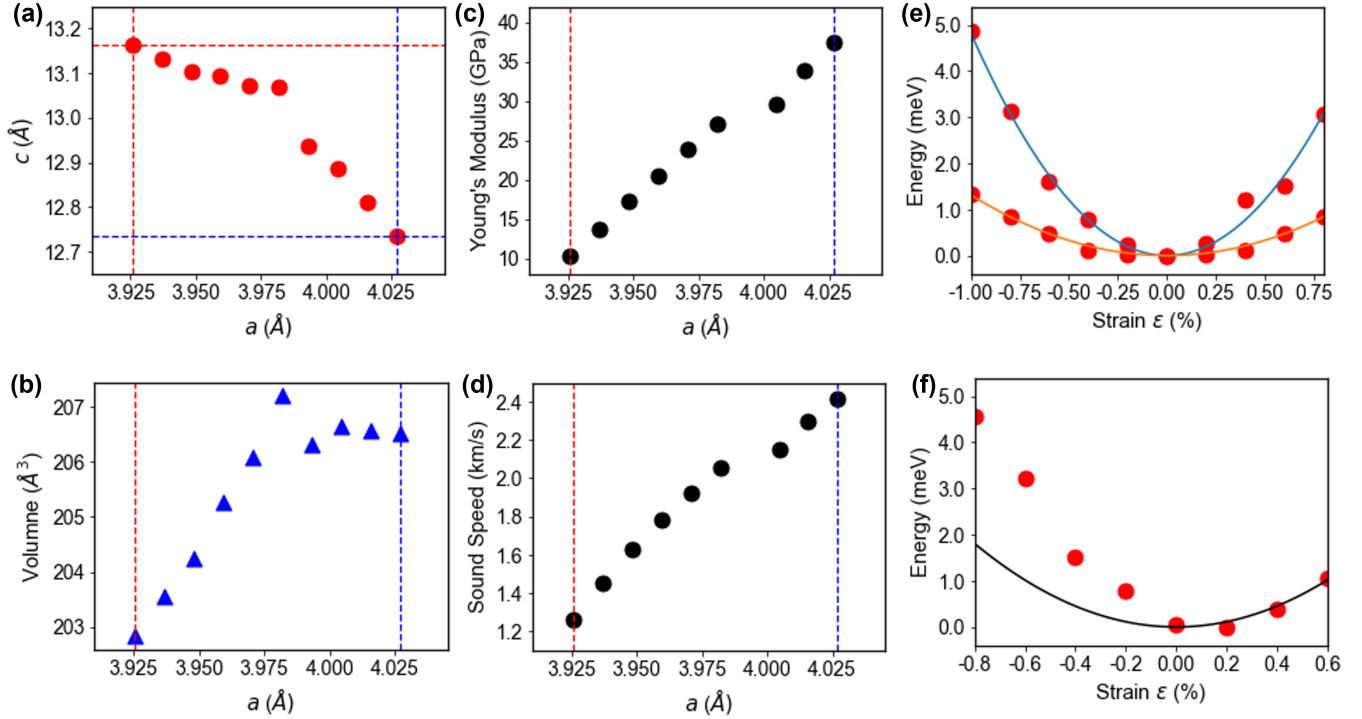 (a)
13.2
13.1
13.0
12.9
12.8
12.7
c (Å)
3.925 3.950 3.975 4.000 4.025
a (Å)
(c)
40
35
30
25
20
15
10
Young's Modulus (GPa)
3.925 3.950 3.975 4.000 4.025
a (Å)
(e)
5.0
4.0
3.0
2.0
1.0
0.0
Energy (meV)
-1.00 -0.75 -0.50 -0.25 0.00 0.25 0.50 0.75
Strain ε (%)
(b)
207
206
205
204
203
Volumne (Å³)
3.925 3.950 3.975 4.000 4.025
a (Å)
(d)
2.4
2.2
2.0
1.8
1.6
1.4
1.2
Sound Speed (km/s)
3.925 3.950 3.975 4.000 4.025
a (Å)
(f)
5.0
4.0
3.0
2.0
1.0
0.0
Energy (meV)
-0.8 -0.6 -0.4 -0.2 0.00 0.2 0.4 0.6
Strain ε (%)